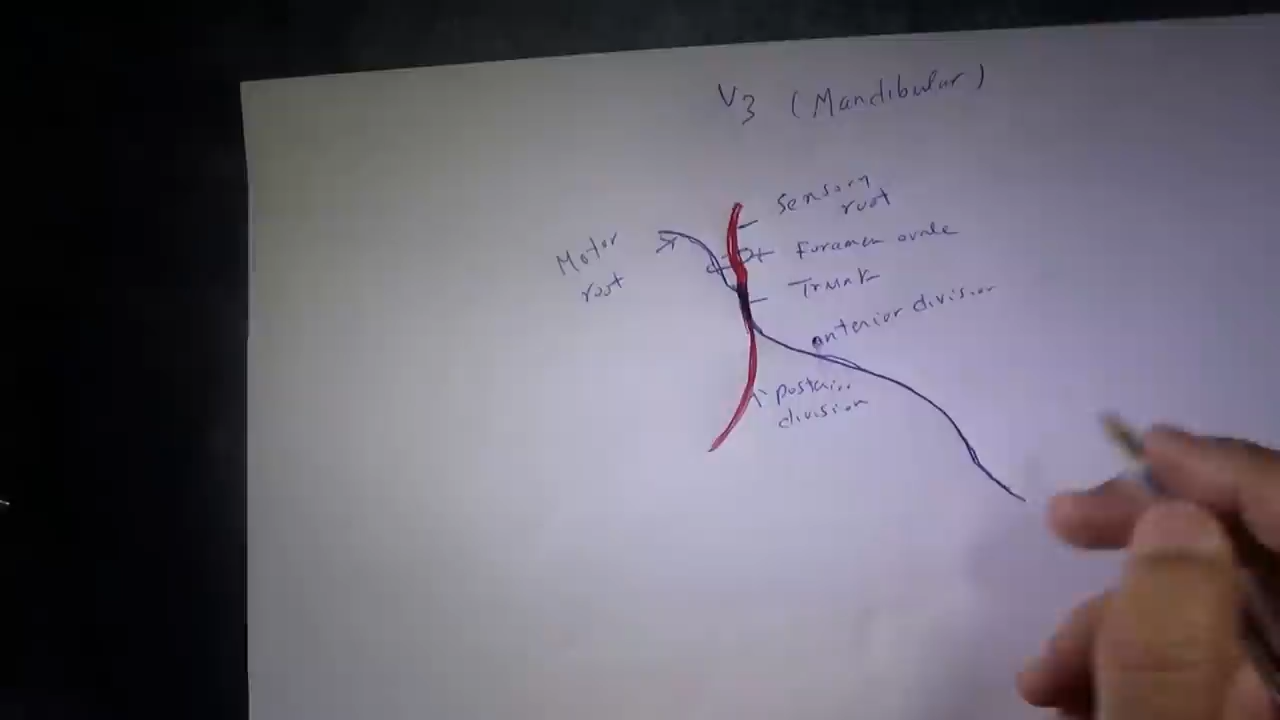 V3 (Mandibular)
Sensory
root
Motor
root
Foramen ovale
Trunk
anterior division
posterior
division